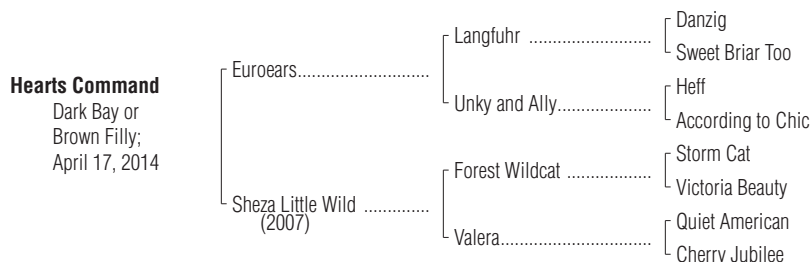 Hearts Command
Dark Bay or
Brown Filly;
April 17, 2014
Euroears
Sheza Little Wild
(2007)
Langfuhr
Unky and Ally
Forest Wildcat
Valera
Danzig
Sweet Briar Too
Heff
According to Chic
Storm Cat
Victoria Beauty
Quiet American
Cherry Jubilee